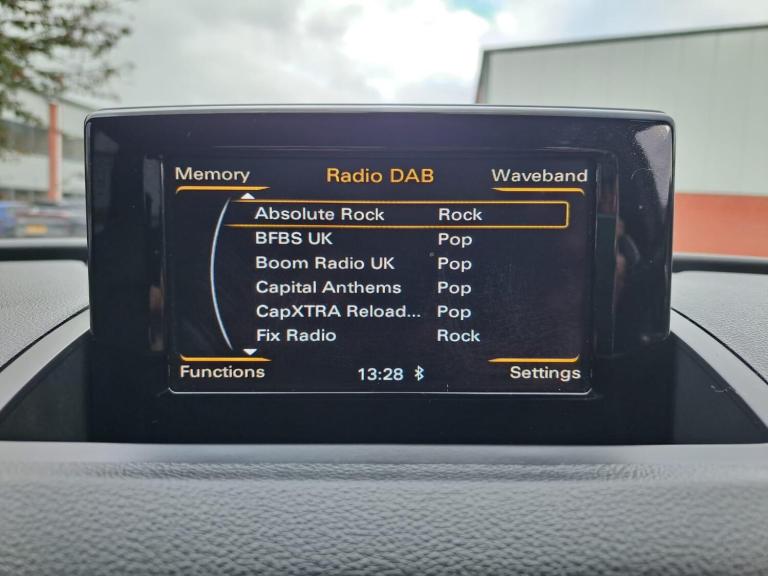 Memory Radio DAB Waveband
Absolute Rock Rock
BFBS UK Pop
Boom Radio UK Pop
Capital Anthems Pop
CapXTRA Reload... Pop
Fix Radio Rock
Functions 13:28 Settings